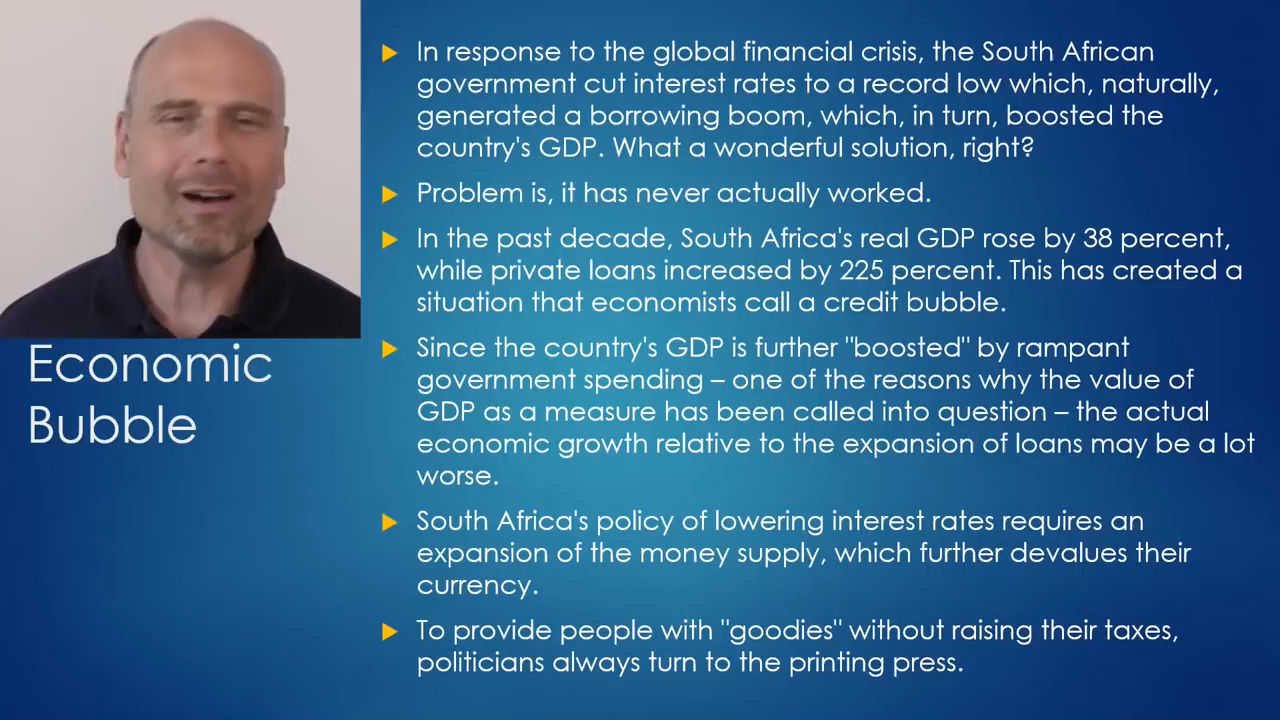 In response to the global financial crisis, the South African
government cut interest rates to a record low which, naturally,
generated a borrowing boom, which, in turn, boosted the
country's GDP. What a wonderful solution, right?
Problem is, it has never actually worked.
In the past decade, South Africa's real GDP rose by 38 percent,
while private loans increased by 225 percent. This has created a
situation that economists call a credit bubble.
Since the country's GDP is further "boosted" by rampant
government spending – one of the reasons why the value of
GDP as a measure has been called into question – the actual
economic growth relative to the expansion of loans may be a lot
worse.
South Africa's policy of lowering interest rates requires an
expansion of the money supply, which further devalues their
currency.
To provide people with "goodies" without raising their taxes,
politicians always turn to the printing press.
Economic
Bubble